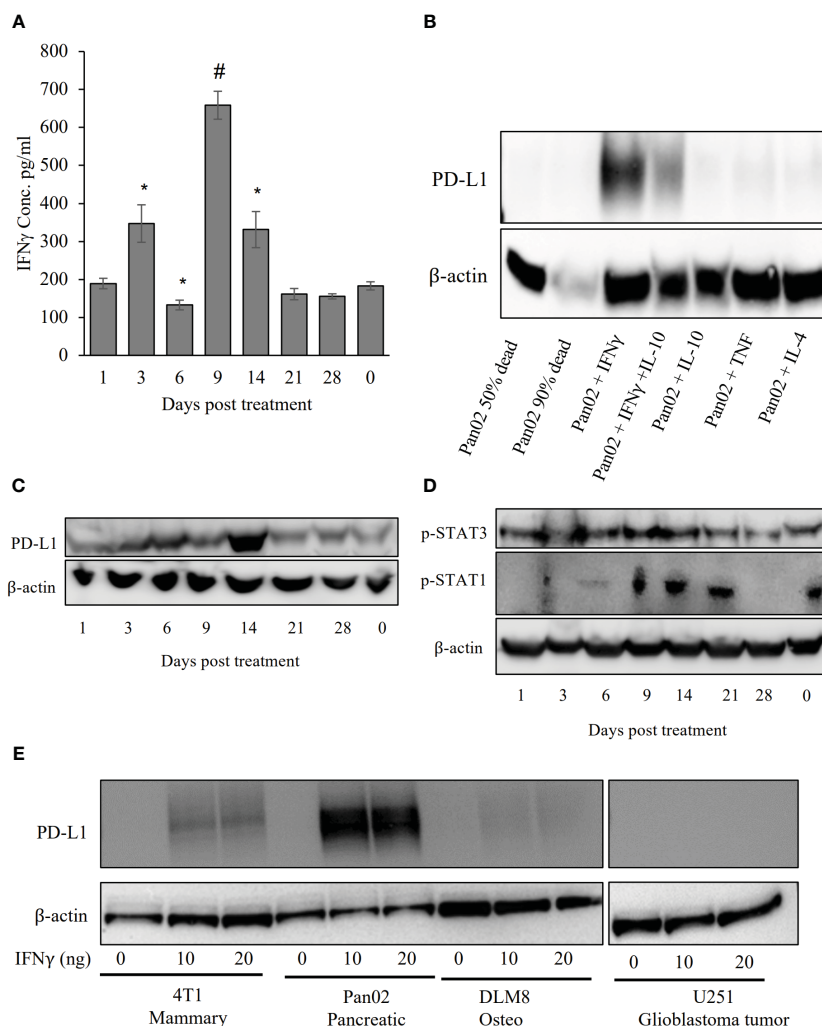 A
800
700
600
500
400
300
200
100
0
IFNγ Conc. pg/ml
*
*
#
*
1 3 6 9 14 21 28 0
Days post treatment
B
PD-L1
β-actin
Pan02 50% dead
Pan02 90% dead
Pan02 + IFNγ
Pan02 + IFNγ +IL-10
Pan02 + IL-10
Pan02 + TNF
Pan02 + IL-4
C
PD-L1
β-actin
1 3 6 9 14 21 28 0
Days post treatment
D
p-STAT3
p-STAT1
β-actin
1 3 6 9 14 21 28 0
Days post treatment
E
PD-L1
β-actin
IFNγ (ng) 0 10 20 0 10 20 0 10 20 0 10 20
4T1 Pan02 DLM8 U251
Mammary Pancreatic Osteo Glioblastoma tumor